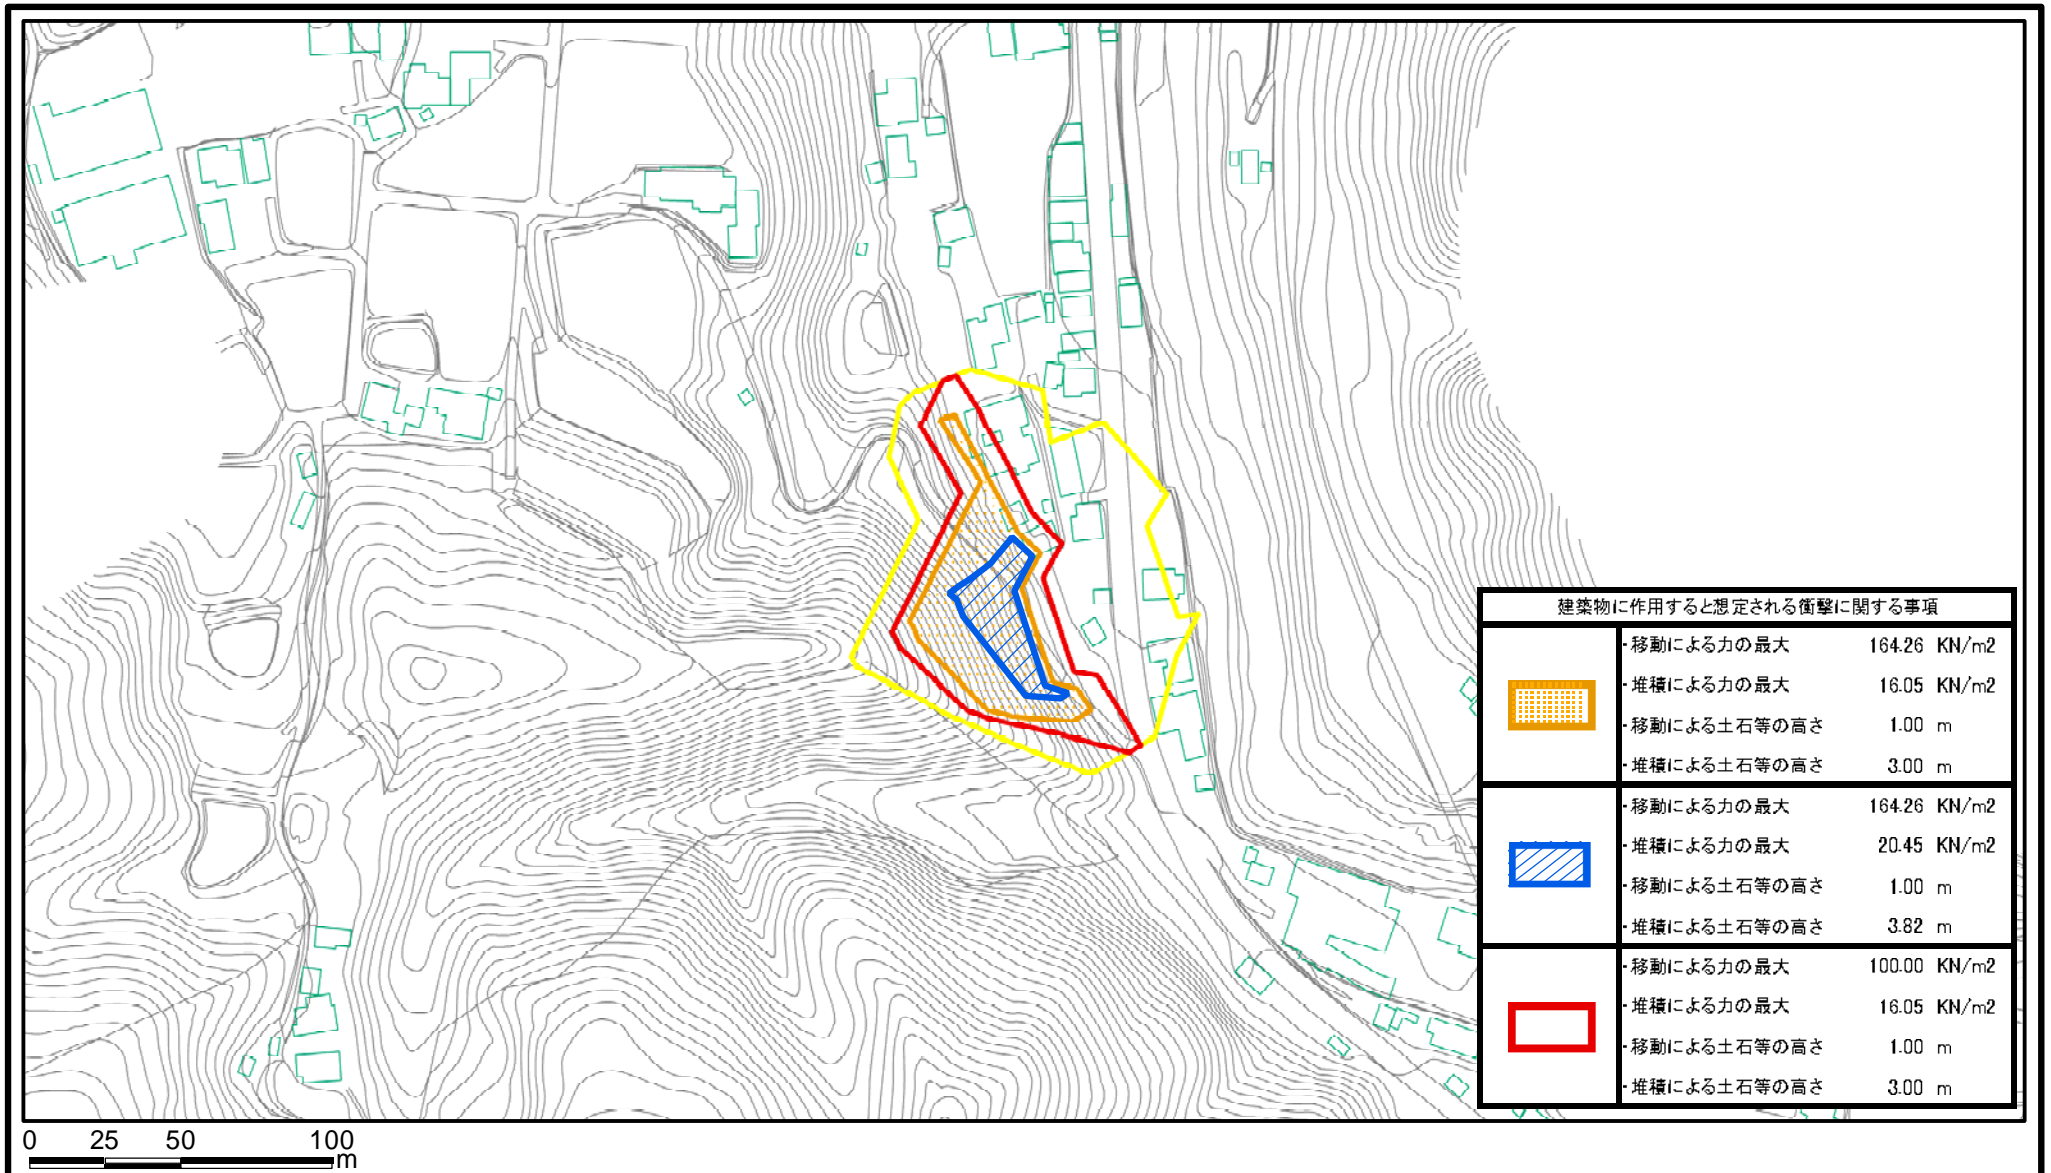 建築物に作用すると想定される衝撃に関する事項
・移動による力の最大 164.26 KN/m2
・堆積による力の最大 16.05 KN/m2
・移動による土石等の高さ 1.00 m
・堆積による土石等の高さ 3.00 m
・移動による力の最大 164.26 KN/m2
・堆積による力の最大 20.45 KN/m2
・移動による土石等の高さ 1.00 m
・堆積による土石等の高さ 3.82 m
・移動による力の最大 100.00 KN/m2
・堆積による力の最大 16.05 KN/m2
・移動による土石等の高さ 1.00 m
・堆積による土石等の高さ 3.00 m
0 25 50 100
m